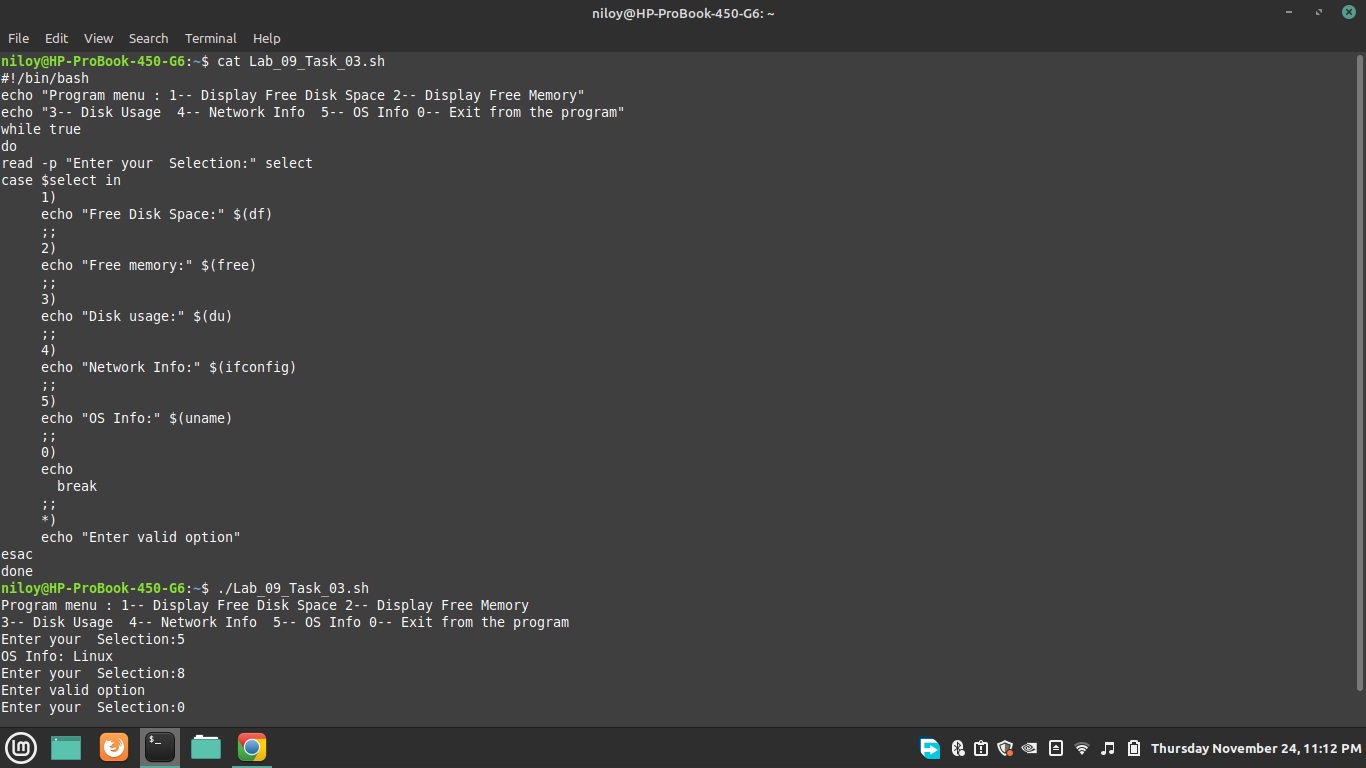 niloy@HP-ProBook-450-G6: ~
File Edit View Search Terminal Help
niloy@HP-ProBook-450-G6:~$ cat Lab_09_Task_03.sh
#!/bin/bash
echo "Program menu : 1-- Display Free Disk Space 2-- Display Free Memory"
echo "3-- Disk Usage  4-- Network Info  5-- OS Info 0-- Exit from the program"
while true
do
read -p "Enter your  Selection:" select
case $select in
     1)
     echo "Free Disk Space:" $(df)
     ;;
     2)
     echo "Free memory:" $(free)
     ;;
     3)
     echo "Disk usage:" $(du)
     ;;
     4)
     echo "Network Info:" $(ifconfig)
     ;;
     5)
     echo "OS Info:" $(uname)
     ;;
     0)
     echo
       break
     ;;
     *)
     echo "Enter valid option"
esac
done
niloy@HP-ProBook-450-G6:~$ ./Lab_09_Task_03.sh
Program menu : 1-- Display Free Disk Space 2-- Display Free Memory
3-- Disk Usage  4-- Network Info  5-- OS Info 0-- Exit from the program
Enter your  Selection:5
OS Info: Linux
Enter your  Selection:8
Enter valid option
Enter your  Selection:0
$_
Thursday November 24, 11:12 PM